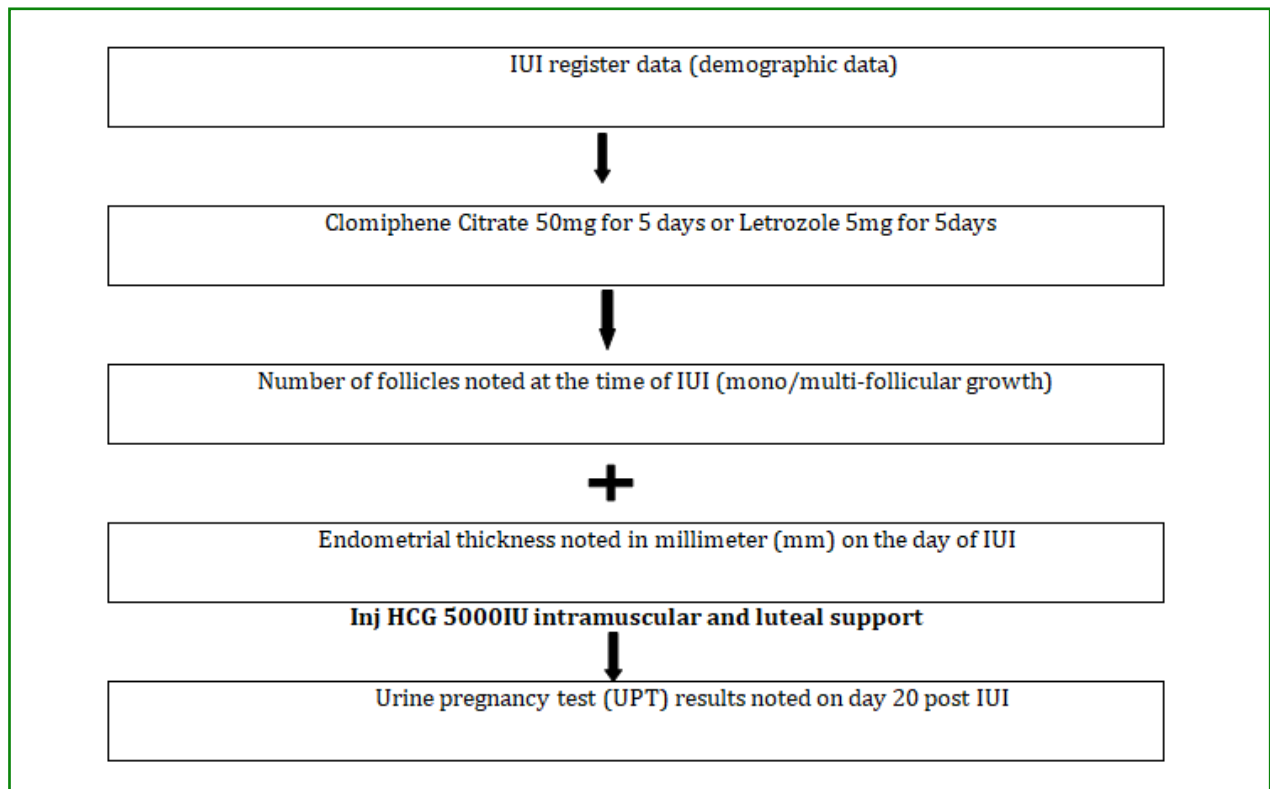 IUI register data (demographic data)
Clomiphene Citrate 50mg for 5 days or Letrozole 5mg for 5days
Number of follicles noted at the time of IUI (mono/multi-follicular growth)
Endometrial thickness noted in millimeter (mm) on the day of IUI
Inj HCG 5000IU intramuscular and luteal support
Urine pregnancy test (UPT) results noted on day 20 post IUI